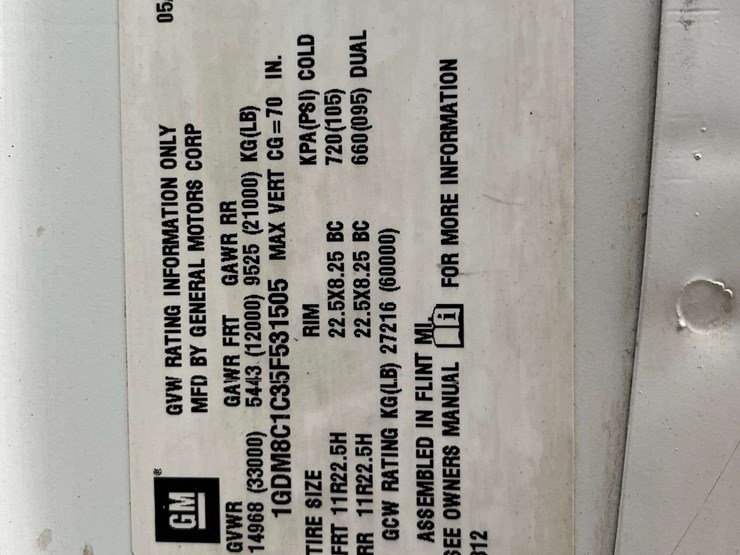 GM ®
GVW RATING INFORMATION ONLY 05
MFD BY GENERAL MOTORS CORP
GVWR GAWR FRT GAWR RR
14968 (33000) 5443 (12000) 9525 (21000) KG(LB)
1GDM8C1C35F531505 MAX VERT CG=70 IN.
TIRE SIZE RIM KPA(PSI) COLD
FRT 11R22.5H 22.5X8.25 BC 720(105)
RR 11R22.5H 22.5X8.25 BC 660(095) DUAL
GCW RATING KG(LB) 27216 (60000)
ASSEMBLED IN FLINT MI
SEE OWNERS MANUAL i FOR MORE INFORMATION
312